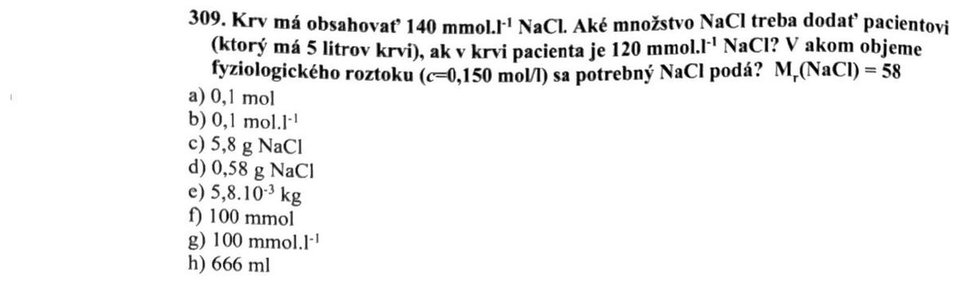 309. Krv má obsahovať 140 mmol.l⁻¹ NaCl. Aké množstvo NaCl treba dodať pacientovi
(ktorý má 5 litrov krvi), ak v krvi pacienta je 120 mmol.l⁻¹ NaCl? V akom objeme
fyziologického roztoku (c=0,150 mol/l) sa potrebný NaCl podá? Mᵣ(NaCl) = 58
a) 0,1 mol
b) 0,1 mol.l⁻¹
c) 5,8 g NaCl
d) 0,58 g NaCl
e) 5,8.10⁻³ kg
f) 100 mmol
g) 100 mmol.l⁻¹
h) 666 ml